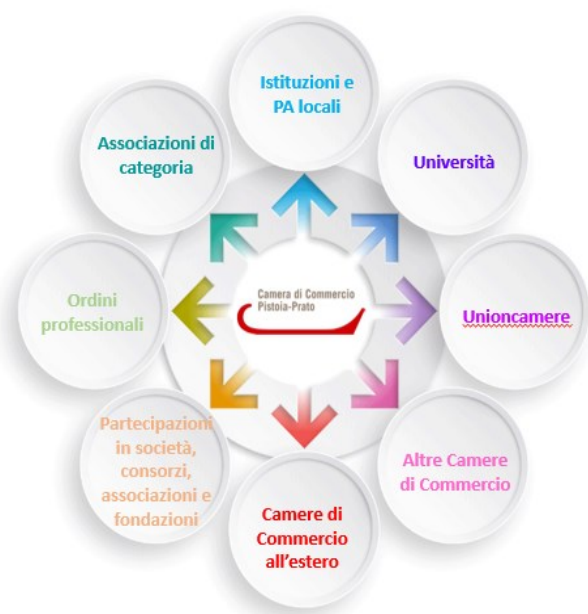 Istituzioni e
PA locali
Università
Unioncamere
Altre Camere
di Commercio
Camere di
Commercio
all'estero
Partecipazioni
in società,
consorzi,
associazioni e
fondazioni
Ordini
professionali
Associazioni di
categoria
Camera di Commercio
Pistoia-Prato